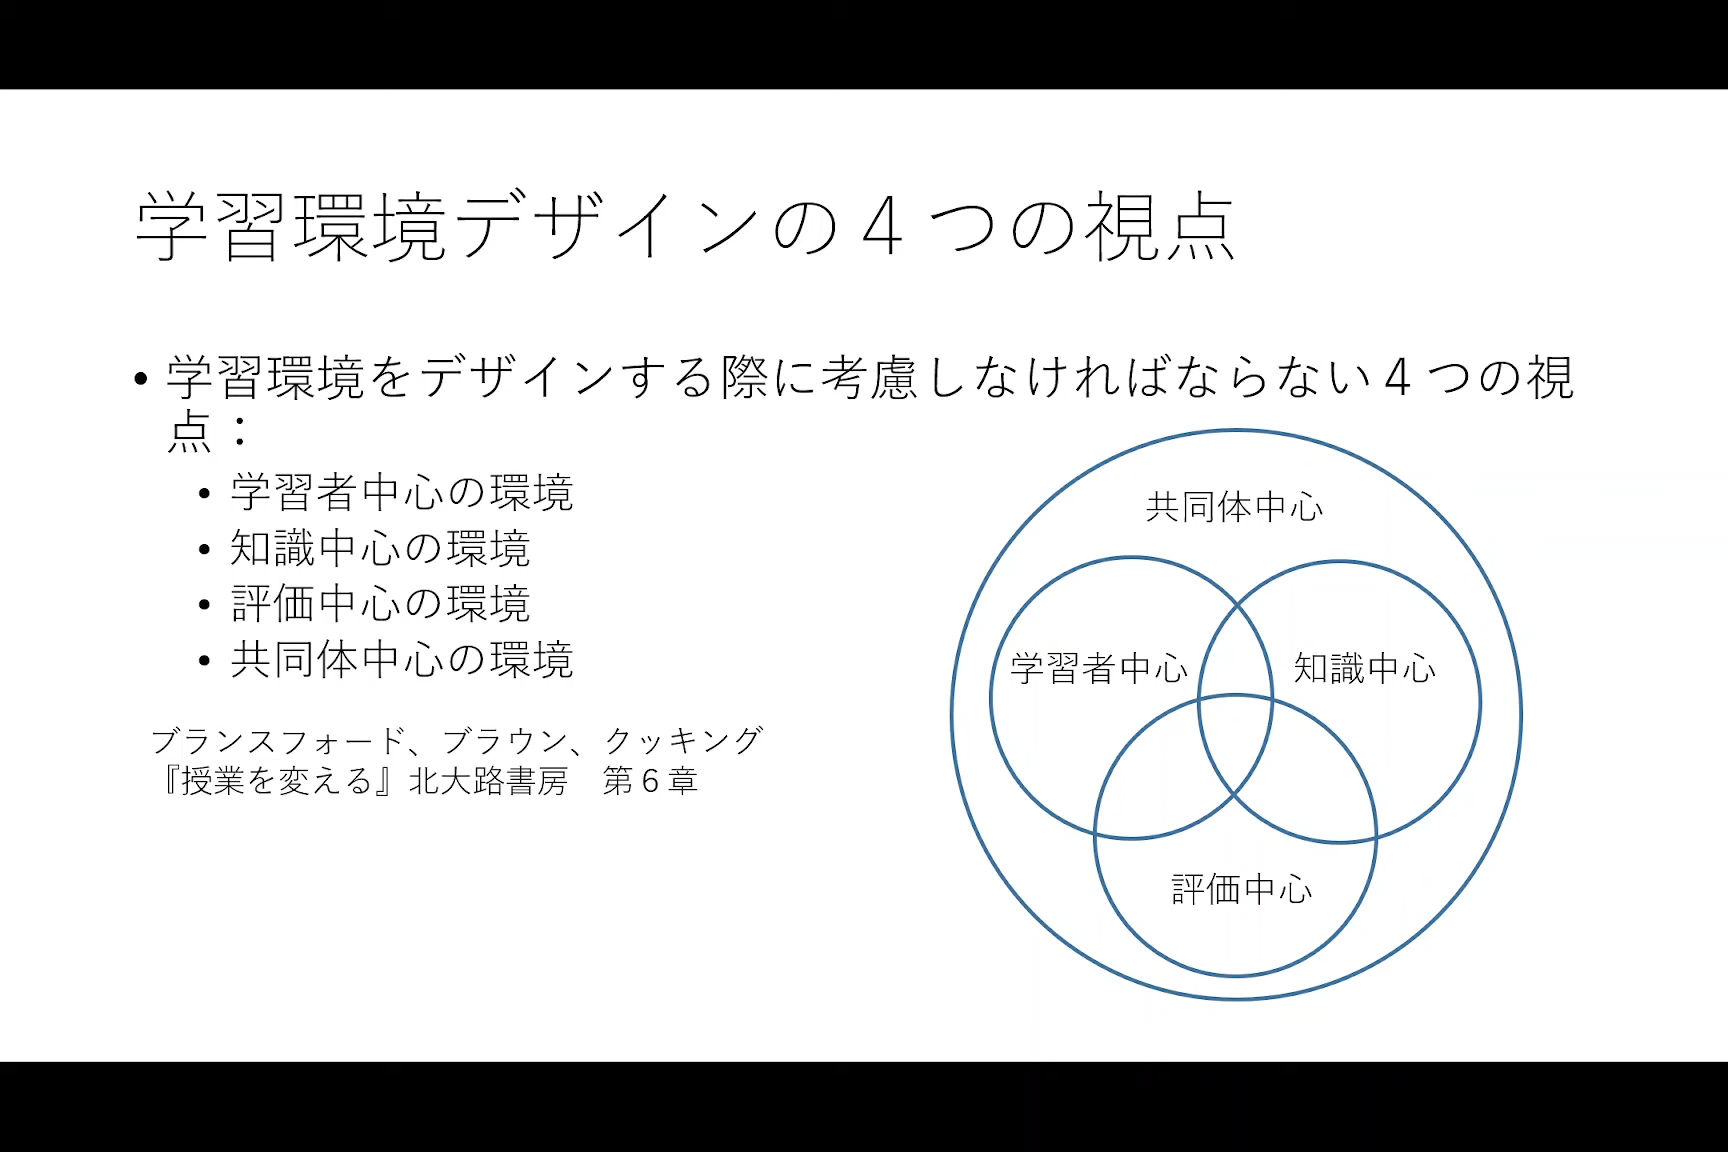 学習環境デザインの４つの視点
• 学習環境をデザインする際に考慮しなければならない４つの視
点：
• 学習者中心の環境
• 知識中心の環境
• 評価中心の環境
• 共同体中心の環境
ブランスフォード、ブラウン、クッキング
『授業を変える』北大路書房　第６章
共同体中心
学習者中心
知識中心
評価中心